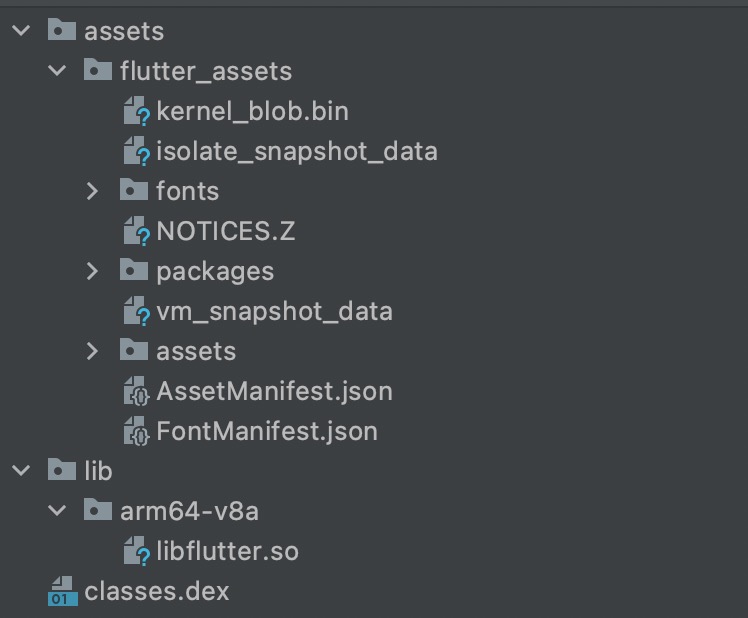 assets
flutter_assets
kernel_blob.bin
isolate_snapshot_data
fonts
NOTICES.Z
packages
vm_snapshot_data
assets
AssetManifest.json
FontManifest.json
lib
arm64-v8a
libflutter.so
01 classes.dex